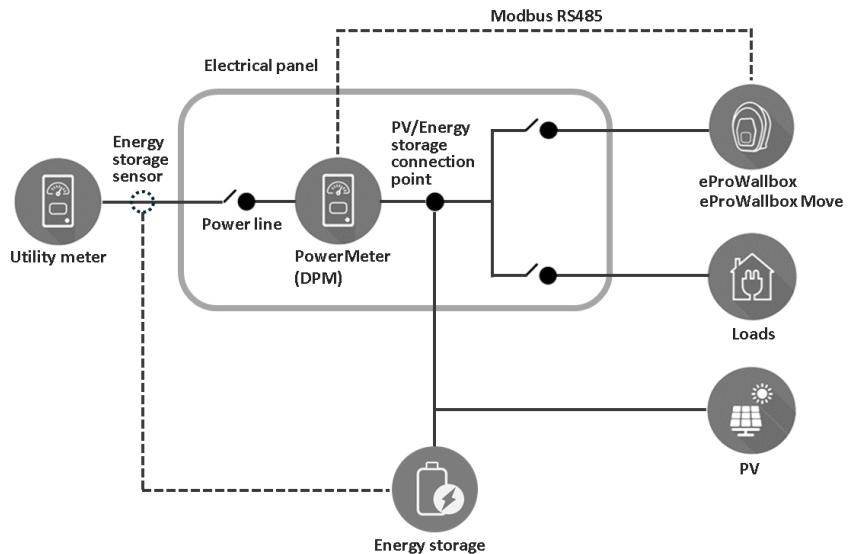 Modbus RS485
Electrical panel
Energy
storage
sensor
PV/Energy
storage
connection
point
eProWallbox
eProWallbox Move
Power line
Utility meter
PowerMeter
(DPM)
Loads
PV
Energy storage